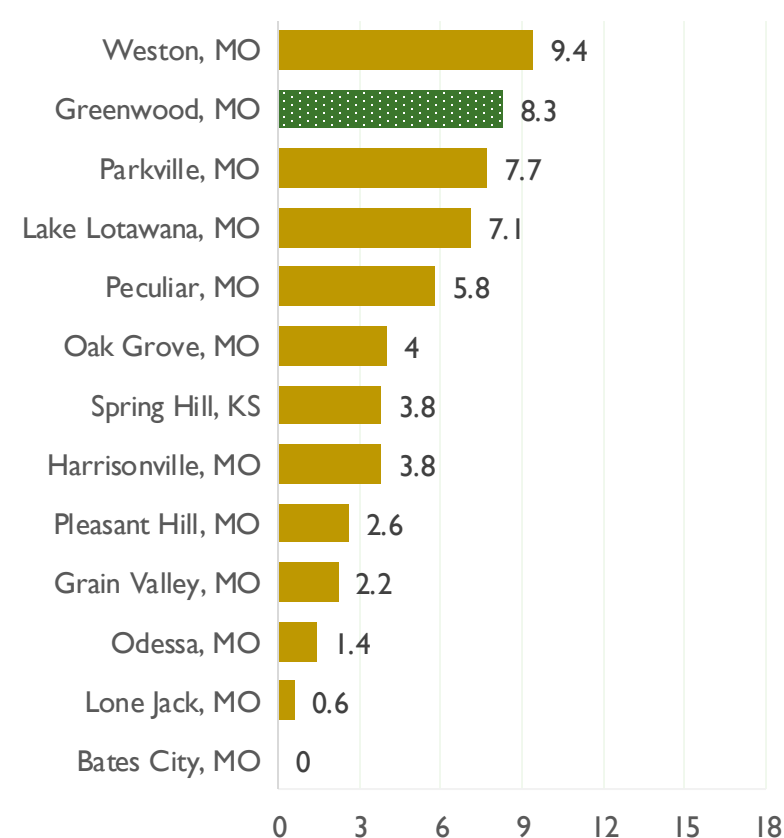 Weston, MO 9.4
Greenwood, MO 8.3
Parkville, MO 7.7
Lake Lotawana, MO 7.1
Peculiar, MO 5.8
Oak Grove, MO 4
Spring Hill, KS 3.8
Harrisonville, MO 3.8
Pleasant Hill, MO 2.6
Grain Valley, MO 2.2
Odessa, MO 1.4
Lone Jack, MO 0.6
Bates City, MO 0
0 3 6 9 12 15 18